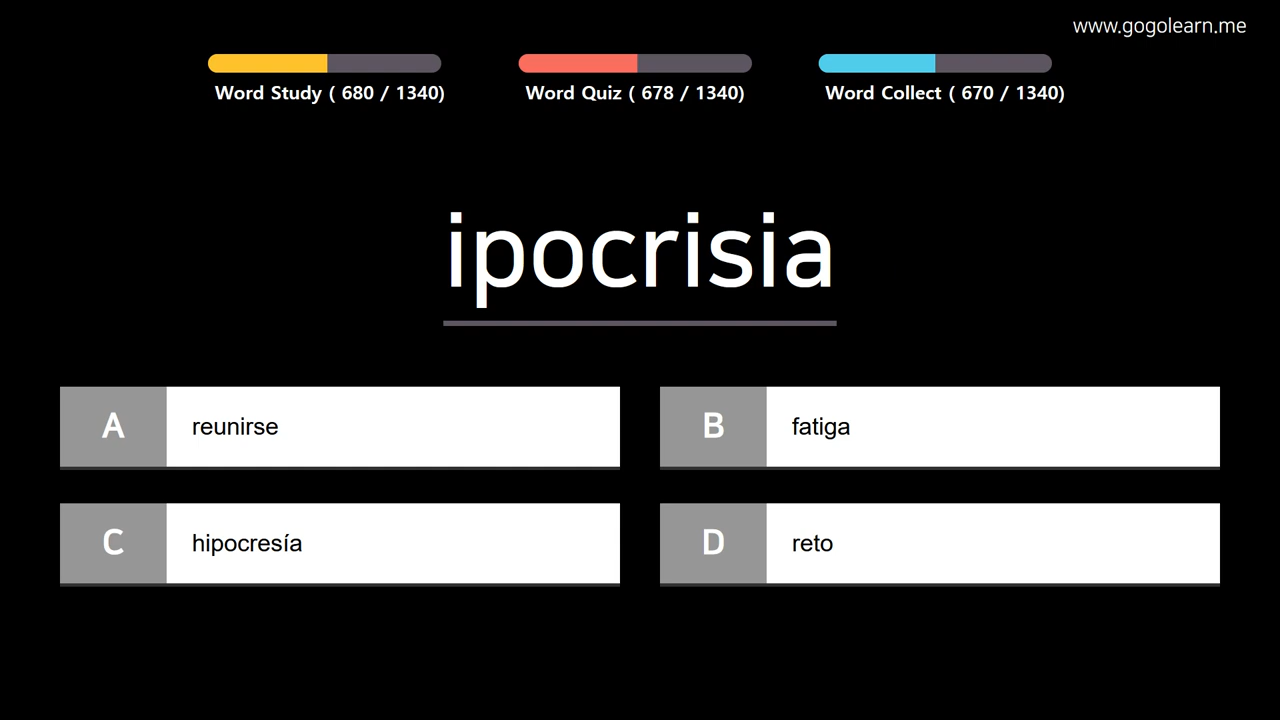 www.gogolearn.me
Word Study ( 680 / 1340)
Word Quiz ( 678 / 1340)
Word Collect ( 670 / 1340)
ipocrisia
A reunirse
B fatiga
C hipocresía
D reto